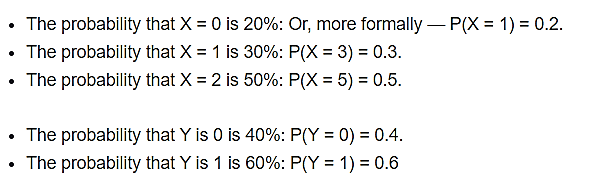 • The probability that X = 0 is 20%: Or, more formally — P(X = 1) = 0.2.
• The probability that X = 1 is 30%: P(X = 3) = 0.3.
• The probability that X = 2 is 50%: P(X = 5) = 0.5.
• The probability that Y is 0 is 40%: P(Y = 0) = 0.4.
• The probability that Y is 1 is 60%: P(Y = 1) = 0.6